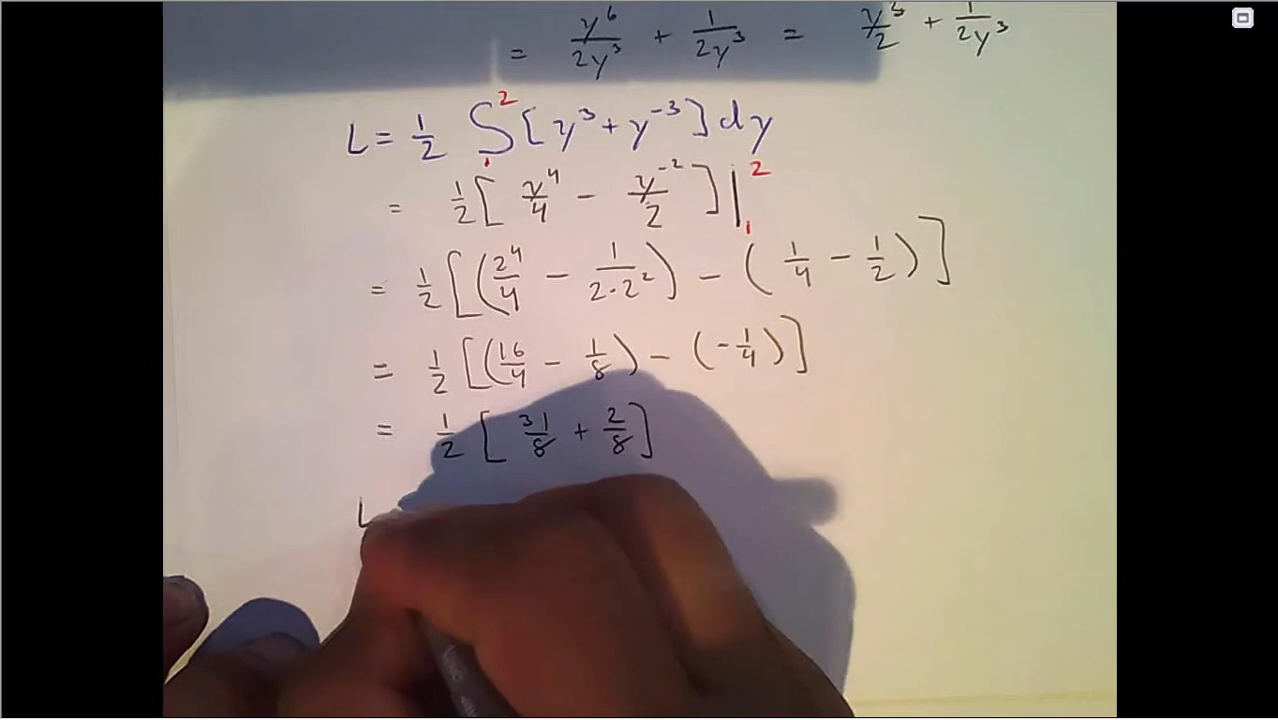 = y⁶/2y³ + 1/2y³ = y³/2 + 1/2y³
L = 1/2 ∫₁² [y³ + y⁻³] dy
= 1/2 [y⁴/4 - y⁻²/2] |₁²
= 1/2 [(2⁴/4 - 1/2·2²) - (1/4 - 1/2)]
= 1/2 [(16/4 - 1/8) - (-1/4)]
= 1/2 [31/8 + 2/8]
L